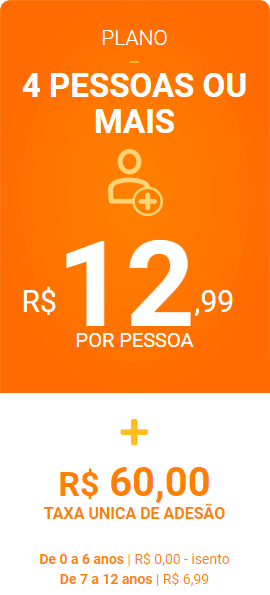 PLANO
4 PESSOAS OU
MAIS
R$ 12,99
POR PESSOA
+
R$ 60,00
TAXA UNICA DE ADESÃO
De 0 a 6 anos | R$ 0,00 - isento
De 7 a 12 anos | R$ 6,99